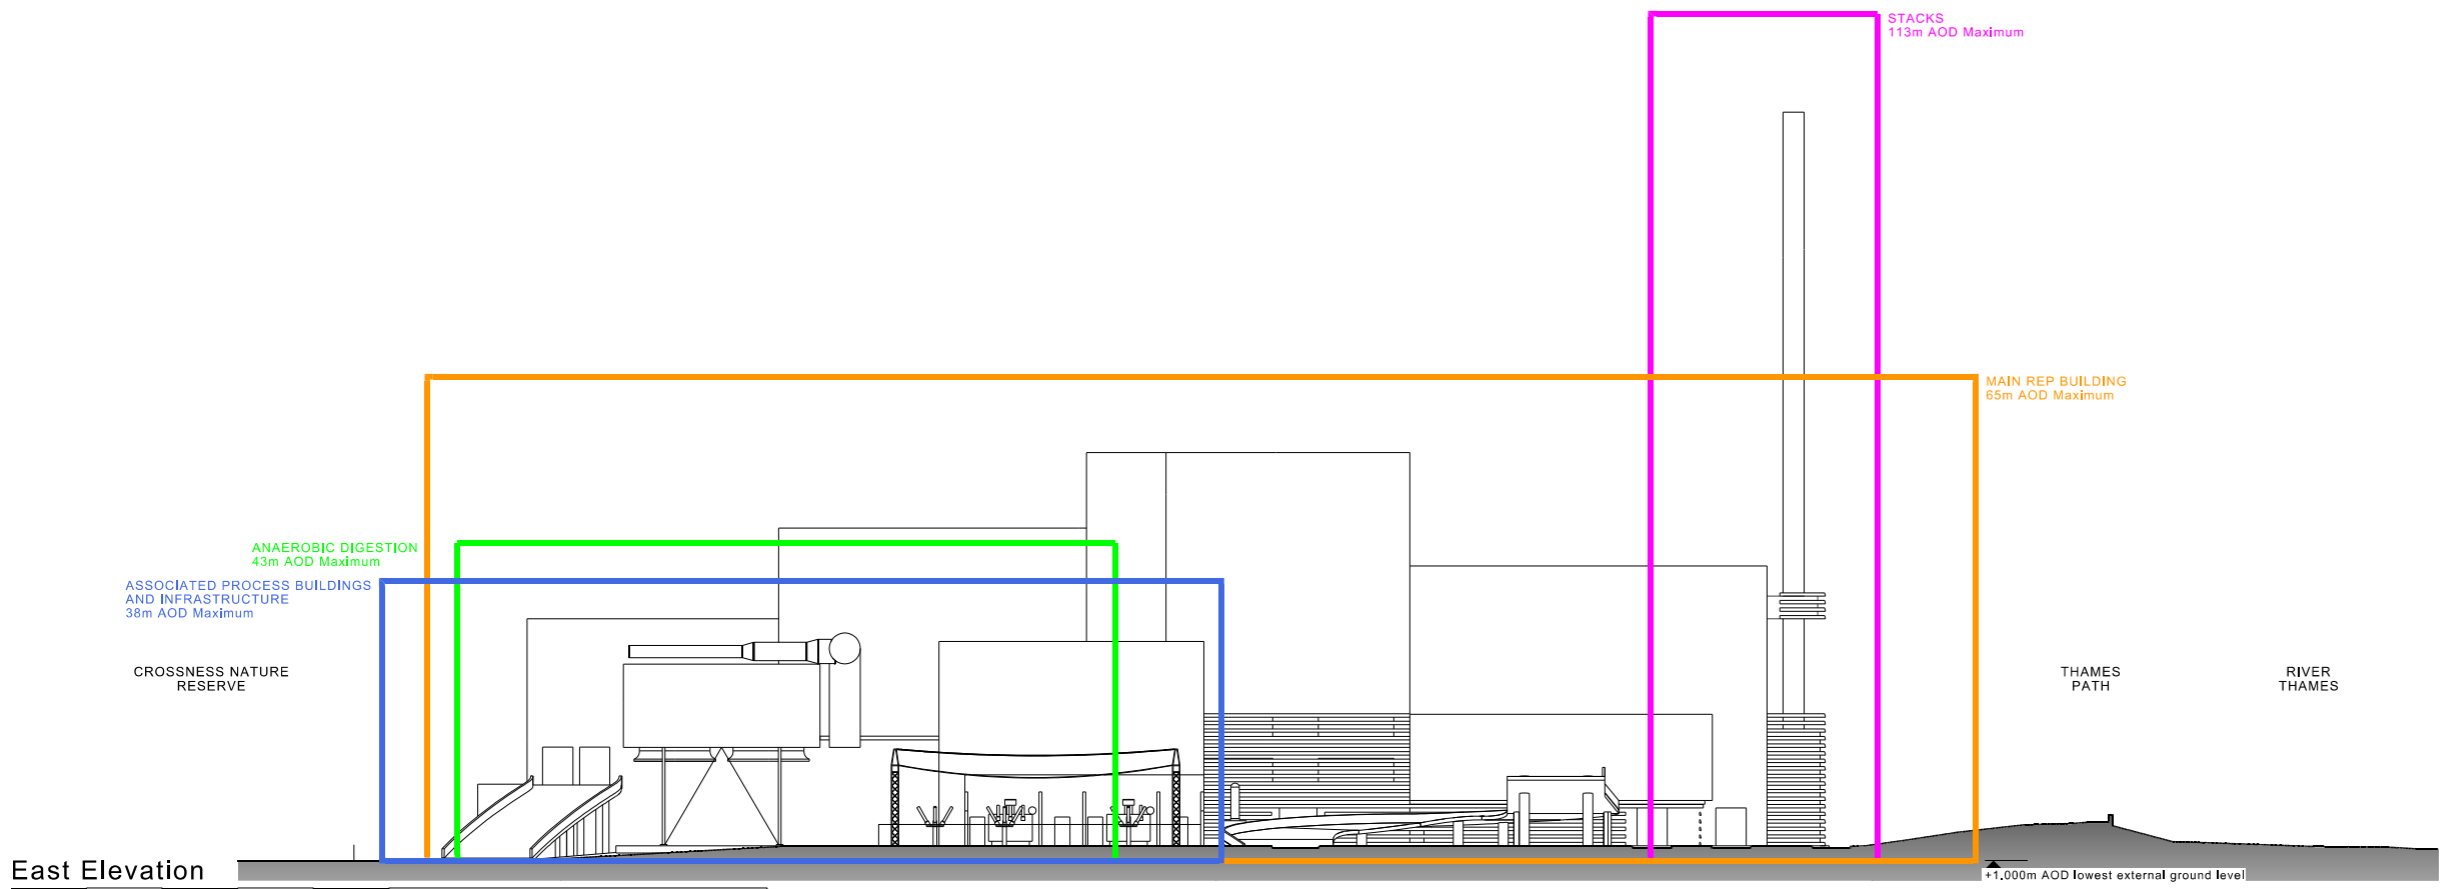 STACKS
113m AOD Maximum
MAIN REP BUILDING
65m AOD Maximum
ANAEROBIC DIGESTION
43m AOD Maximum
ASSOCIATED PROCESS BUILDINGS
AND INFRASTRUCTURE
38m AOD Maximum
CROSSNESS NATURE
RESERVE
THAMES
PATH
RIVER
THAMES
East Elevation
+1.000m AOD lowest external ground level